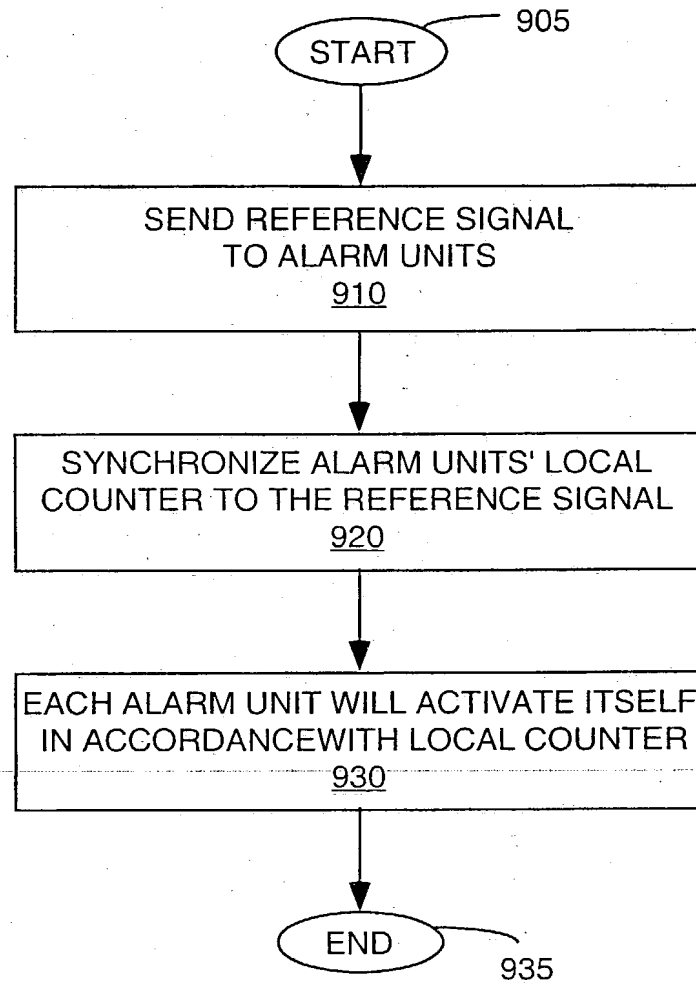 START
905
SEND REFERENCE SIGNAL
TO ALARM UNITS
910
SYNCHRONIZE ALARM UNITS' LOCAL
COUNTER TO THE REFERENCE SIGNAL
920
EACH ALARM UNIT WILL ACTIVATE ITSELF
IN ACCORDANCEWITH LOCAL COUNTER
930
END
935